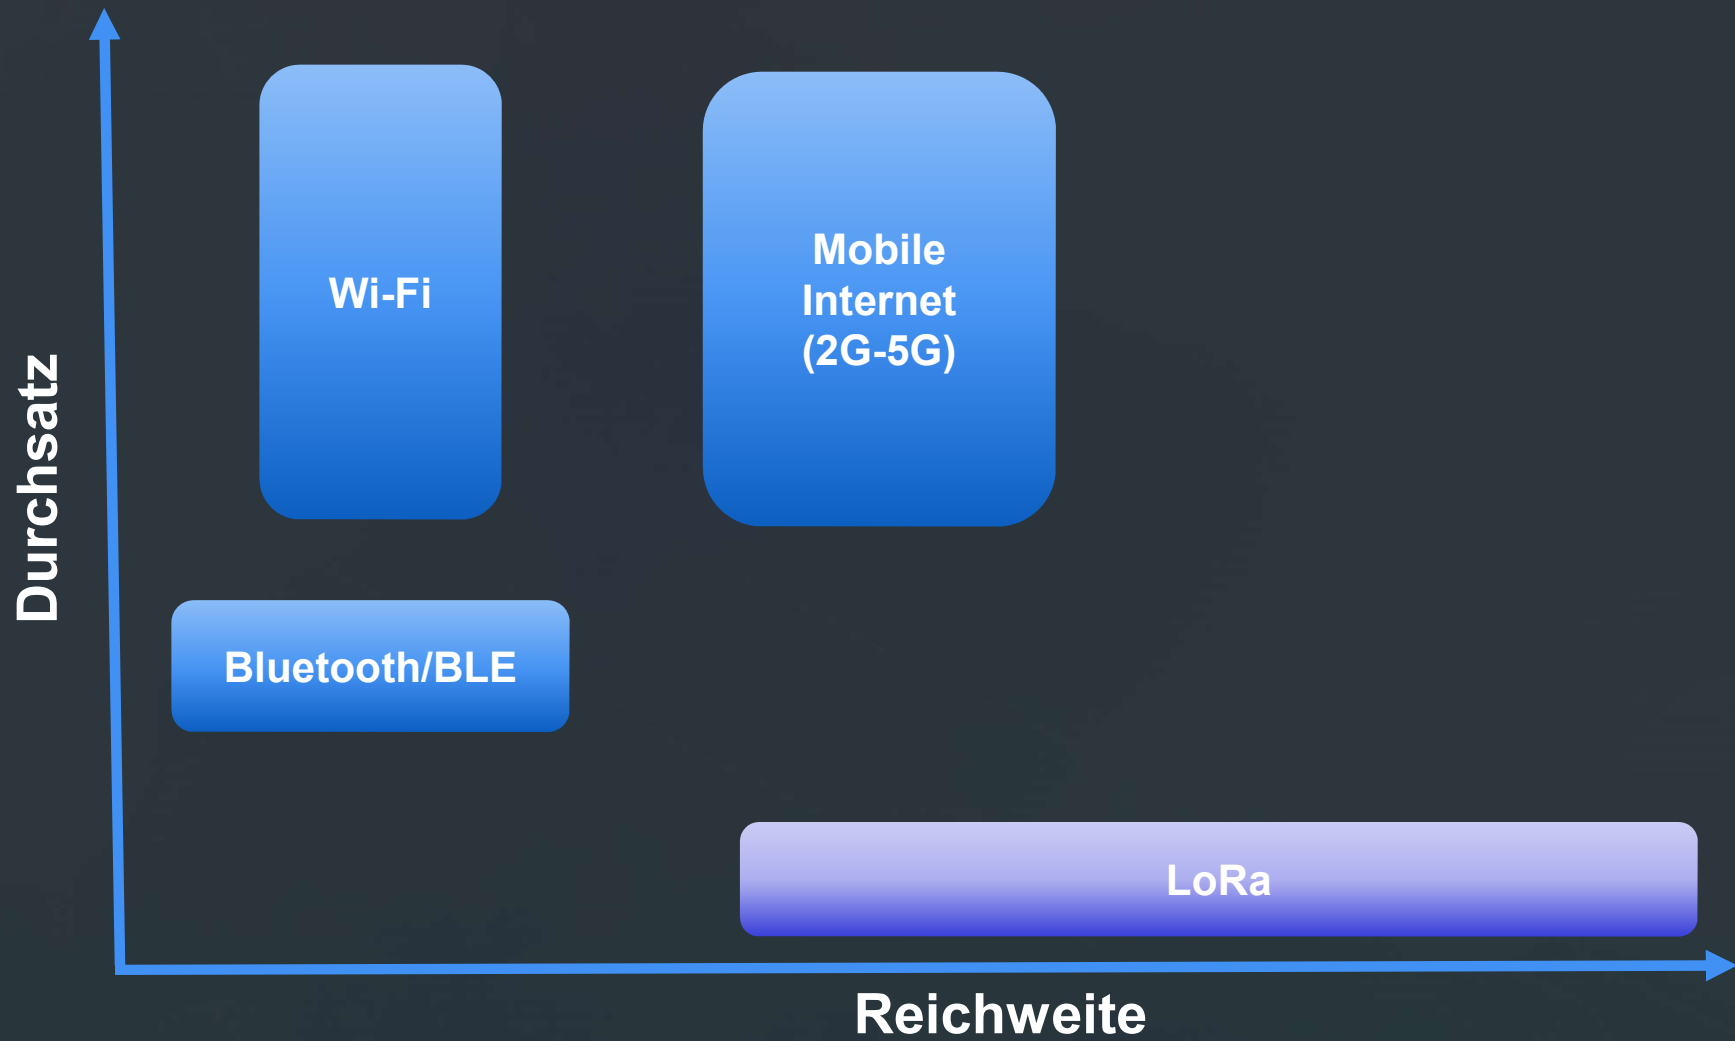 Durchsatz
Wi-Fi
Mobile
Internet
(2G-5G)
Bluetooth/BLE
LoRa
Reichweite